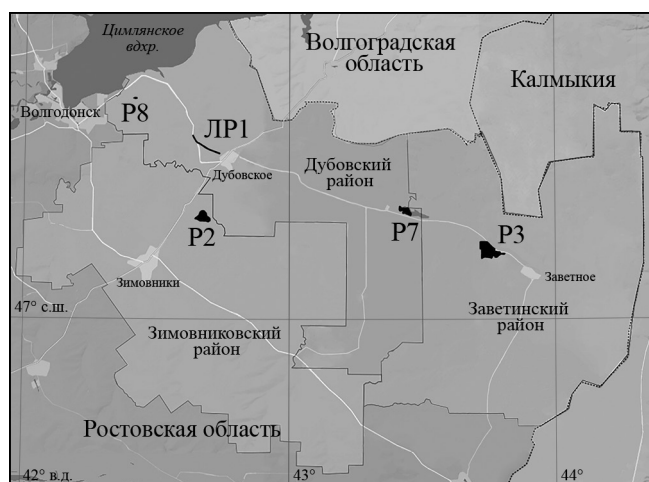 Цимлянское
вдхр.
Волгоградская
область
Калмыкия
Волгодонск
Р8
ЛР1
Дубовское
Дубовский
район
Р2
Р7
Р3
Зимовники
Заветное
47° с.ш.
Зимовниковский
район
Заветинский
район
Ростовская область
42° в.д.
43°
44°